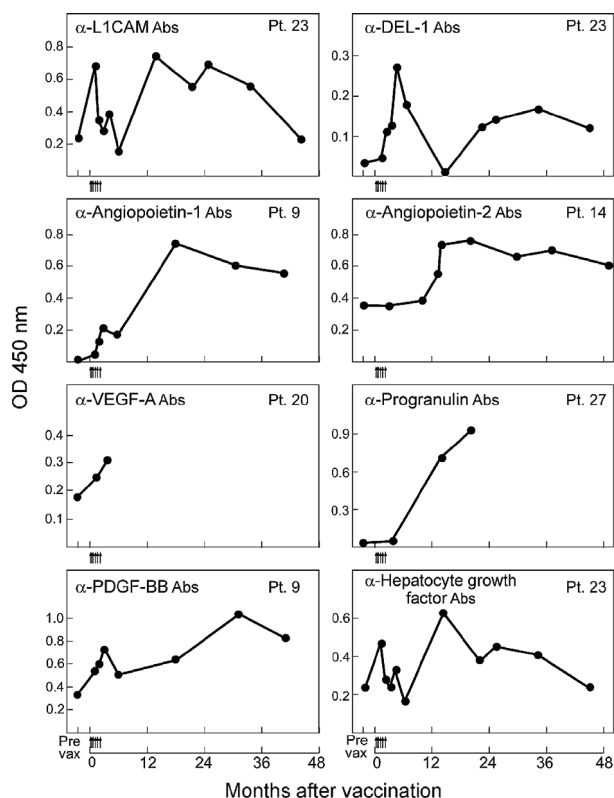 α-L1CAM Abs Pt. 23
0.8
0.6
0.4
0.2
α-DEL-1 Abs Pt. 23
0.3
0.2
0.1
α-Angiopoietin-1 Abs Pt. 9
0.8
0.6
0.4
0.2
α-Angiopoietin-2 Abs Pt. 14
0.8
0.6
0.4
0.2
OD 450 nm
α-VEGF-A Abs Pt. 20
0.4
0.3
0.2
0.1
α-Progranulin Abs Pt. 27
0.9
0.6
0.3
α-PDGF-BB Abs Pt. 9
1.0
0.8
0.6
0.4
0.2
α-Hepatocyte growth Pt. 23
factor Abs
0.6
0.4
0.2
Pre
vax
0 12 24 36 48
Pre
vax
0 12 24 36 48
Months after vaccination